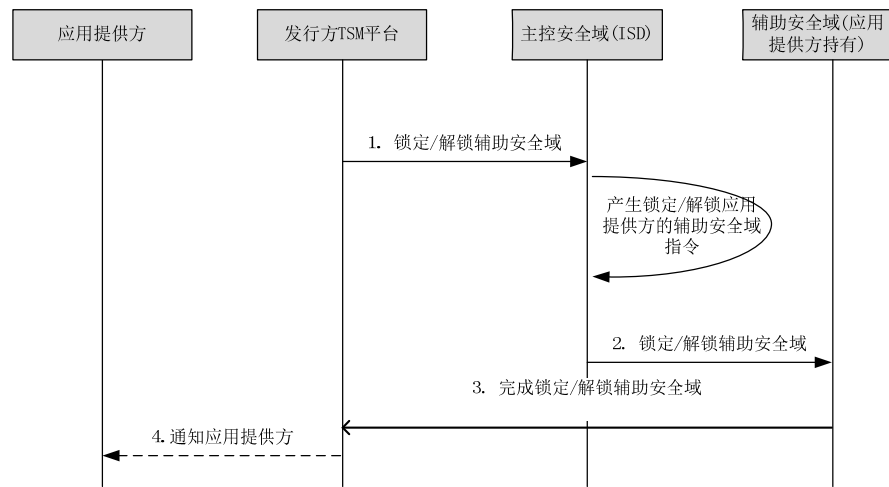 应用提供方
发行方TSM平台
主控安全域(ISD)
辅助安全域(应用
提供方持有)
1. 锁定/解锁辅助安全域
产生锁定/解锁应用
提供方的辅助安全域
指令
2. 锁定/解锁辅助安全域
3. 完成锁定/解锁辅助安全域
4.通知应用提供方